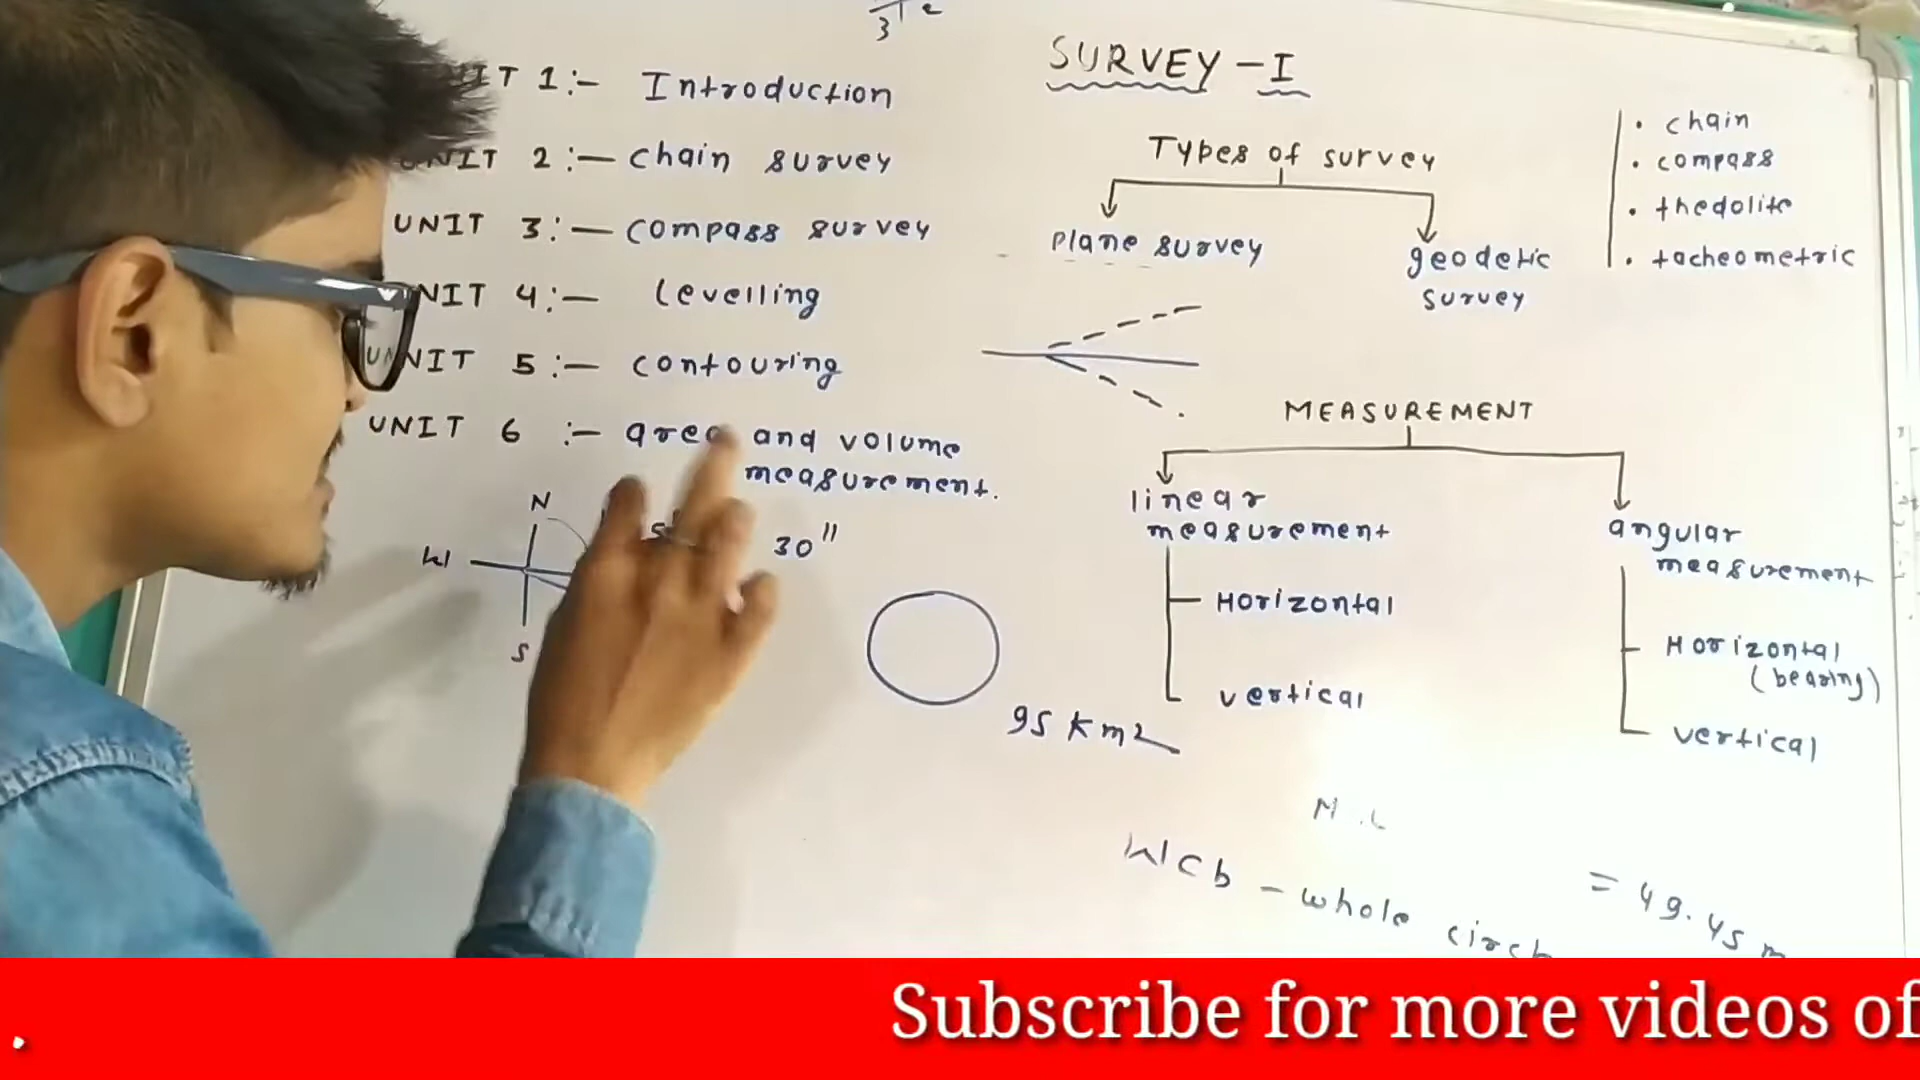 SURVEY - I
UNIT 1:- Introduction
UNIT 2:- chain survey
UNIT 3:- compass survey
UNIT 4:- levelling
UNIT 5:- contouring
UNIT 6 :- area and volume
measurement.
N
W
S
30"
Types of survey
plane survey
geodetic
survey
• chain
• compass
• thedolite
• tacheometric
MEASUREMENT
linear
measurement
Horizontal
vertical
angular
measurement
Horizontal
(bearing)
vertical
95 km2
WCb - whole
= 49.45 m
Subscribe for more videos of